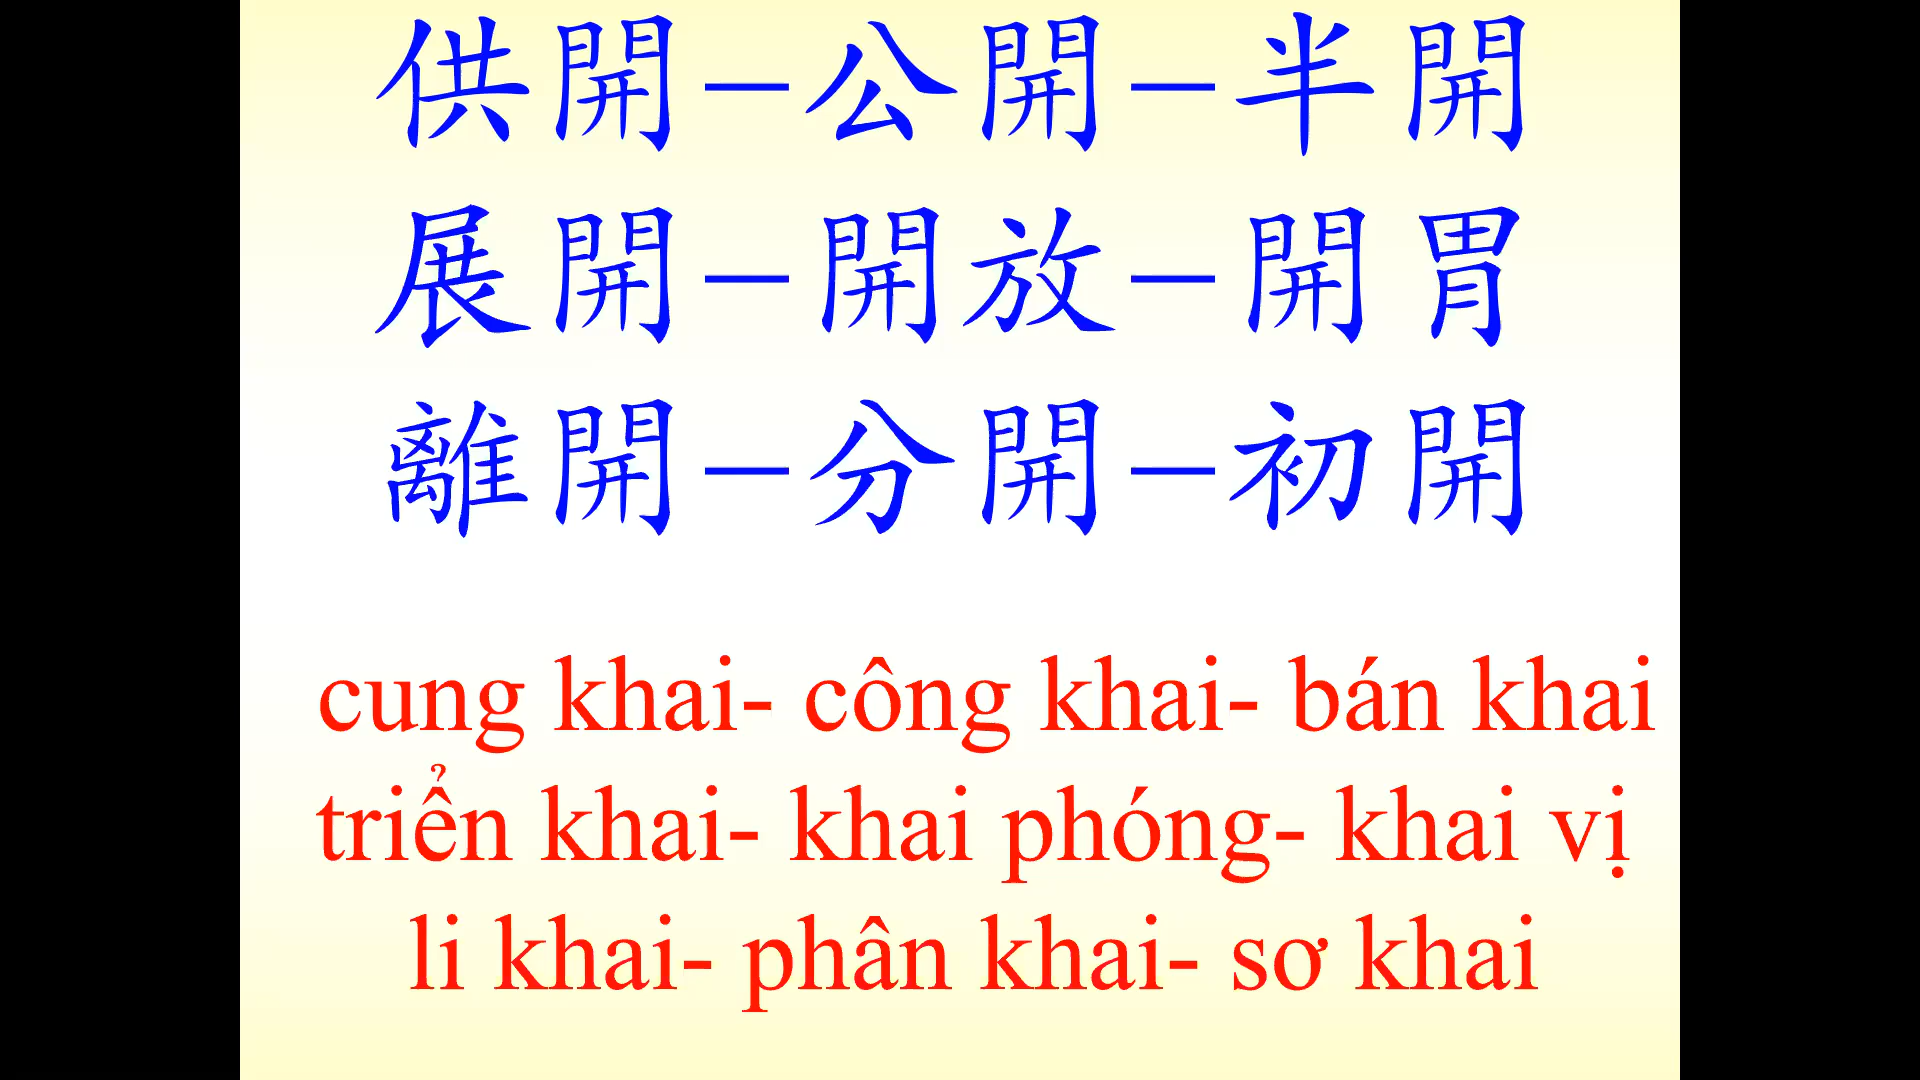 供開–公開–半開
展開–開放–開胃
離開–分開–初開
cung khai- công khai- bán khai
triển khai- khai phóng- khai vị
li khai- phân khai- sơ khai